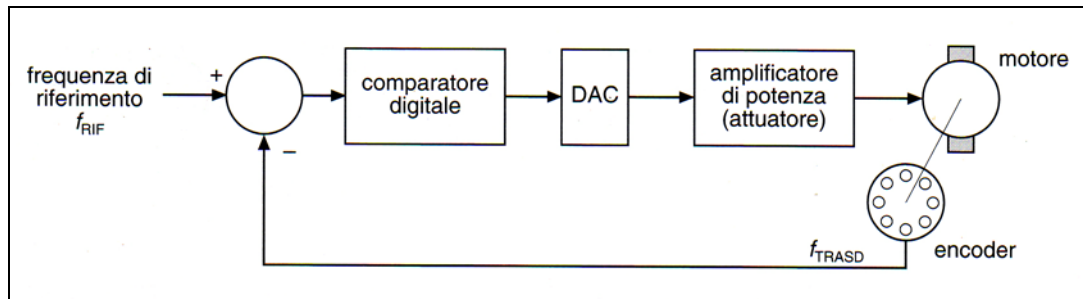 frequenza di
riferimento
fRIF
+
−
comparatore
digitale
DAC
amplificatore
di potenza
(attuatore)
motore
encoder
fTRASD